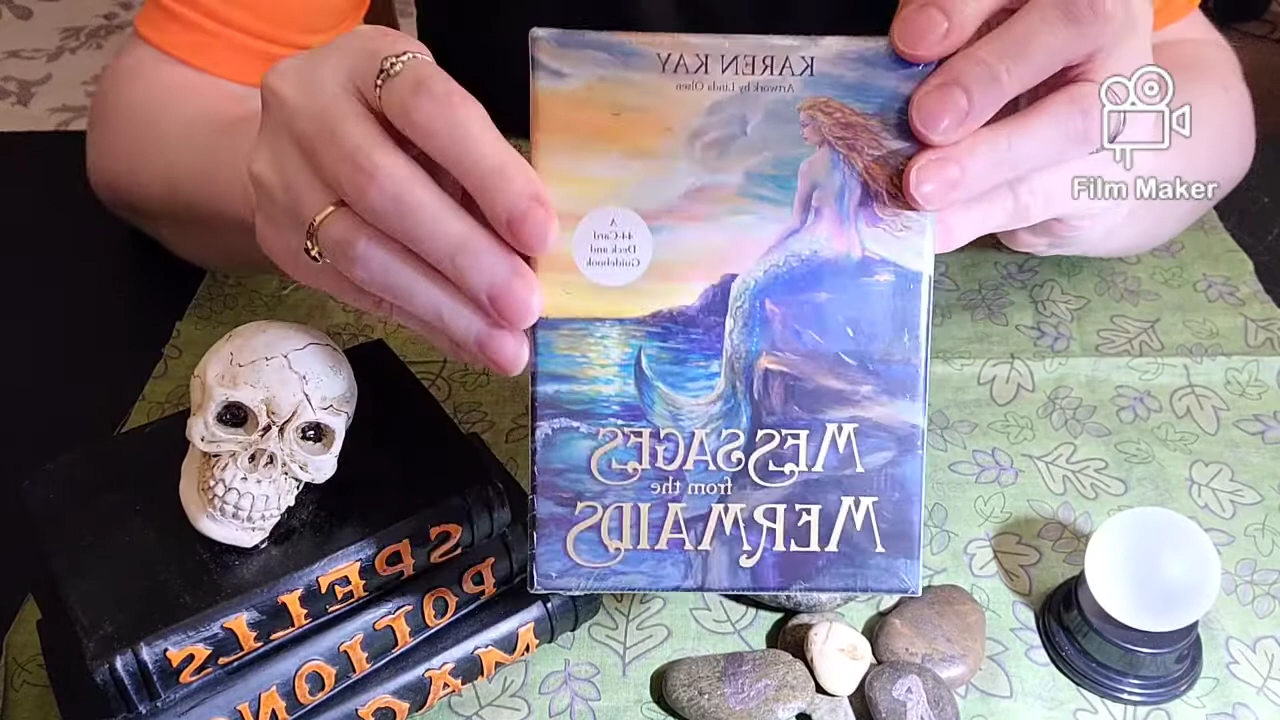 KAREN KAY
Artwork by Linda Olsen
A
44-Card
Deck and
Guidebook
MESSAGES
from the
MERMAIDS
Film Maker
SPELLS
POTIONS
MAGIC